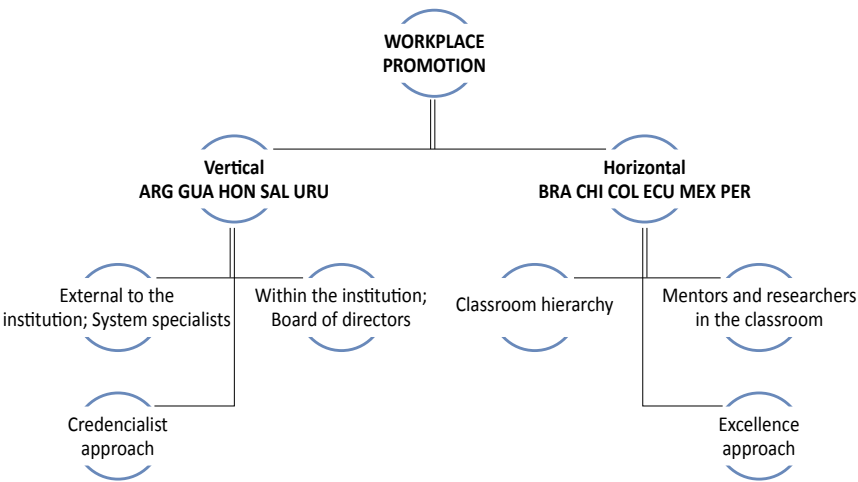 WORKPLACE
PROMOTION
Vertical
ARG GUA HON SAL URU
Horizontal
BRA CHI COL ECU MEX PER
External to the
institution; System specialists
Within the institution;
Board of directors
Classroom hierarchy
Mentors and researchers
in the classroom
Credencialist
approach
Excellence
approach